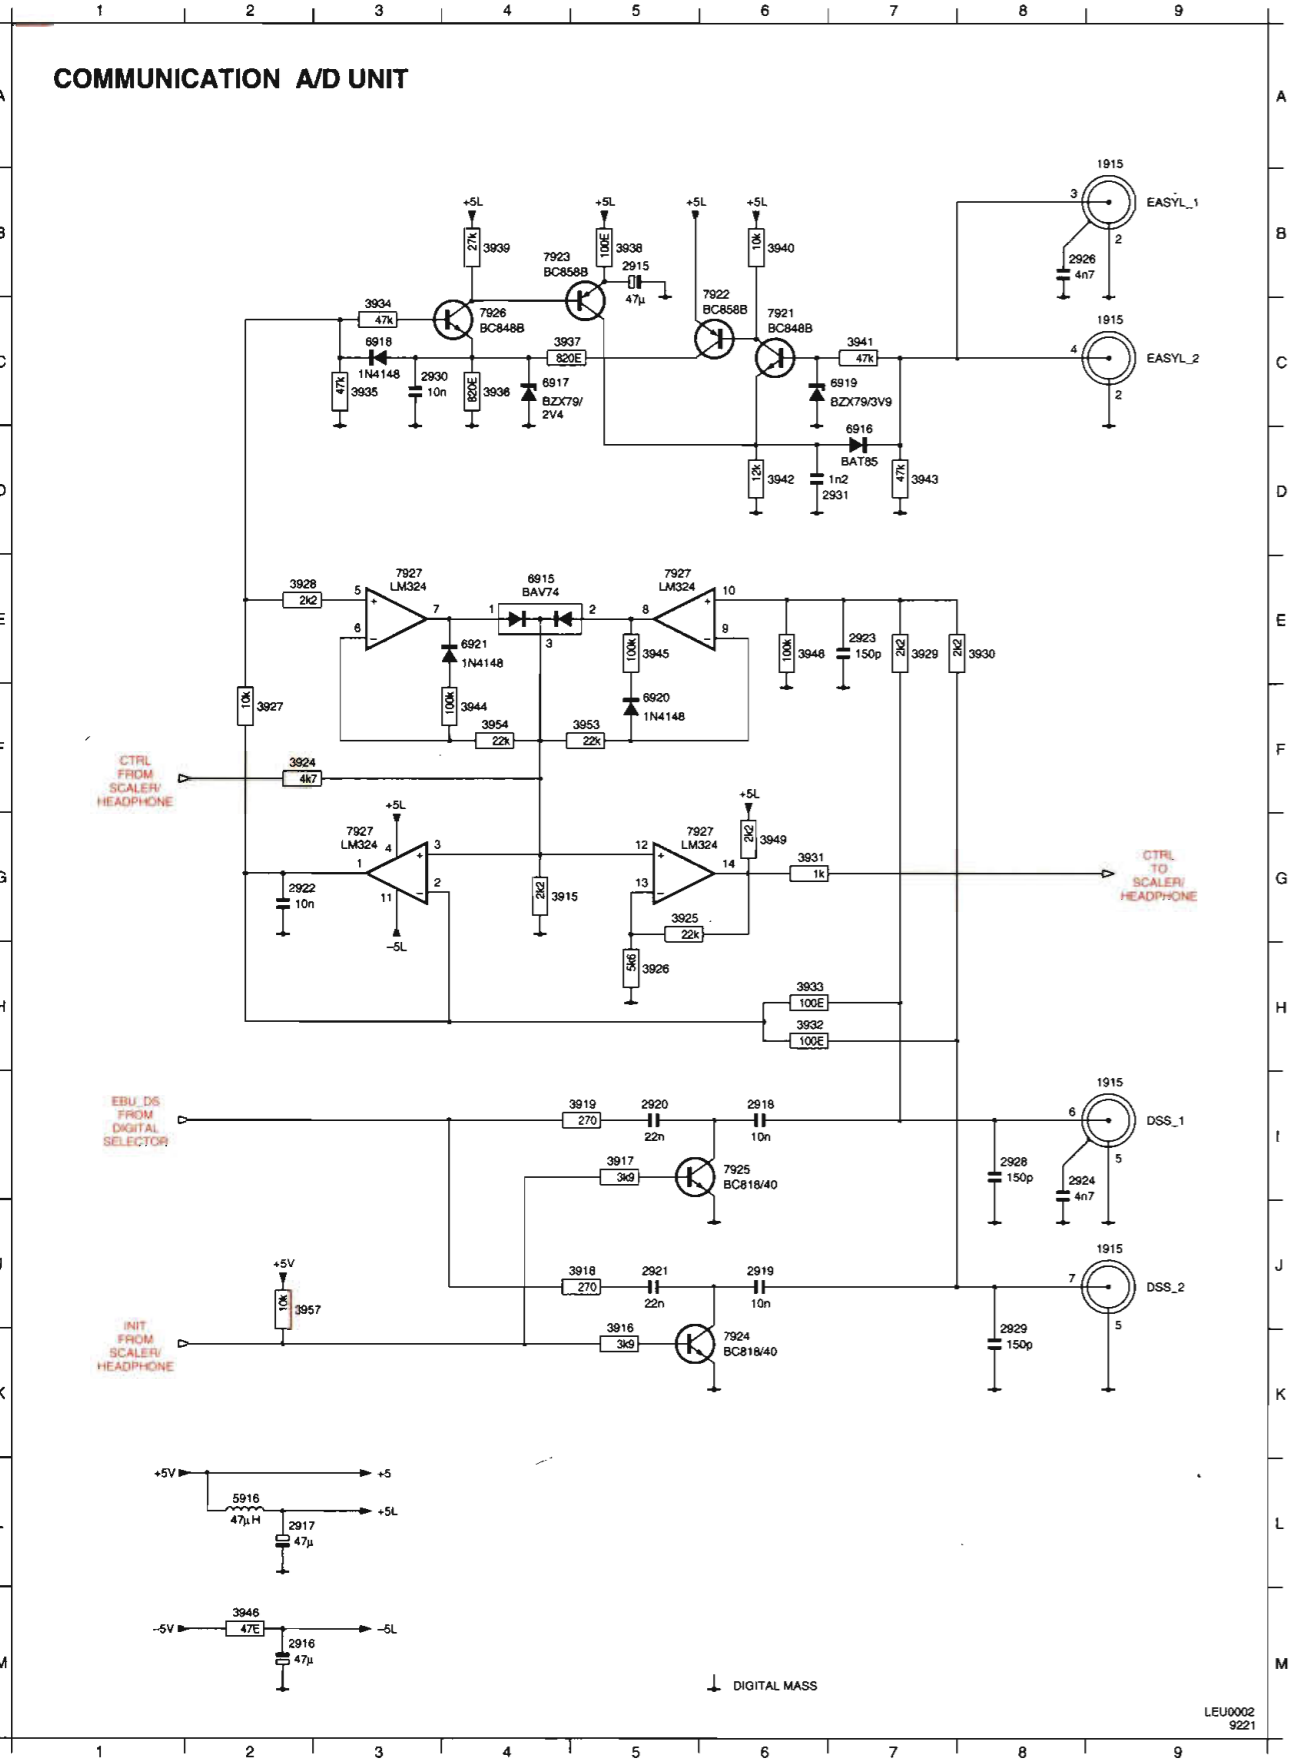 1 2 3 4 5 6 7 8 9
COMMUNICATION A/D UNIT
A
A
1915
3
EASYL_1
2
2926
4n7
B
B
+5L
27k
3939
7923
BC858B
+5L
100E
3938
2915
47µ
+5L
+5L
10k
3940
7922
BC858B
7921
BC848B
3934
47k
7926
BC848B
1915
4
EASYL_2
2
C
C
6918
1N4148
47k
3935
2930
10n
820E
3936
3937
820E
6917
BZX79/
2V4
3941
47k
6919
BZX79/3V9
6916
BAT85
12k
3942
1n2
2931
47k
3943
D
D
3928
2k2
5
6
7927
LM324
7
6915
BAV74
1
2
3
7927
LM324
8
10
9
E
E
6921
1N4148
100k
3945
100k
3948
2923
150p
2k2
3929
2k2
3930
10k
3927
100k
3944
6920
1N4148
3954
22k
3953
22k
F
F
CTRL
FROM
SCALER/
HEADPHONE
3924
4k7
+5L
7927
LM324
4
3
1
2
11
-5L
2922
10n
2k2
3915
12
13
7927
LM324
14
+5L
2k2
3949
3931
1k
G
G
CTRL
TO
SCALER/
HEADPHONE
3925
22k
5k6
3926
3933
100E
3932
100E
H
H
EBU_DS
FROM
DIGITAL
SELECTOR
3919
270
2920
22n
2918
10n
1915
6
DSS_1
5
I
3917
3k9
7925
BC818/40
2928
150p
2924
4n7
J
J
+5V
10k
3957
3918
270
2921
22n
2919
10n
1915
7
DSS_2
5
INIT
FROM
SCALER/
HEADPHONE
3916
3k9
7924
BC818/40
2929
150p
K
K
+5V
+5
5916
47µH
+5L
2917
47µ
L
-5V
3946
47E
-5L
2916
47µ
M
M
DIGITAL MASS
LEU0002
9221
1 2 3 4 5 6 7 8 9